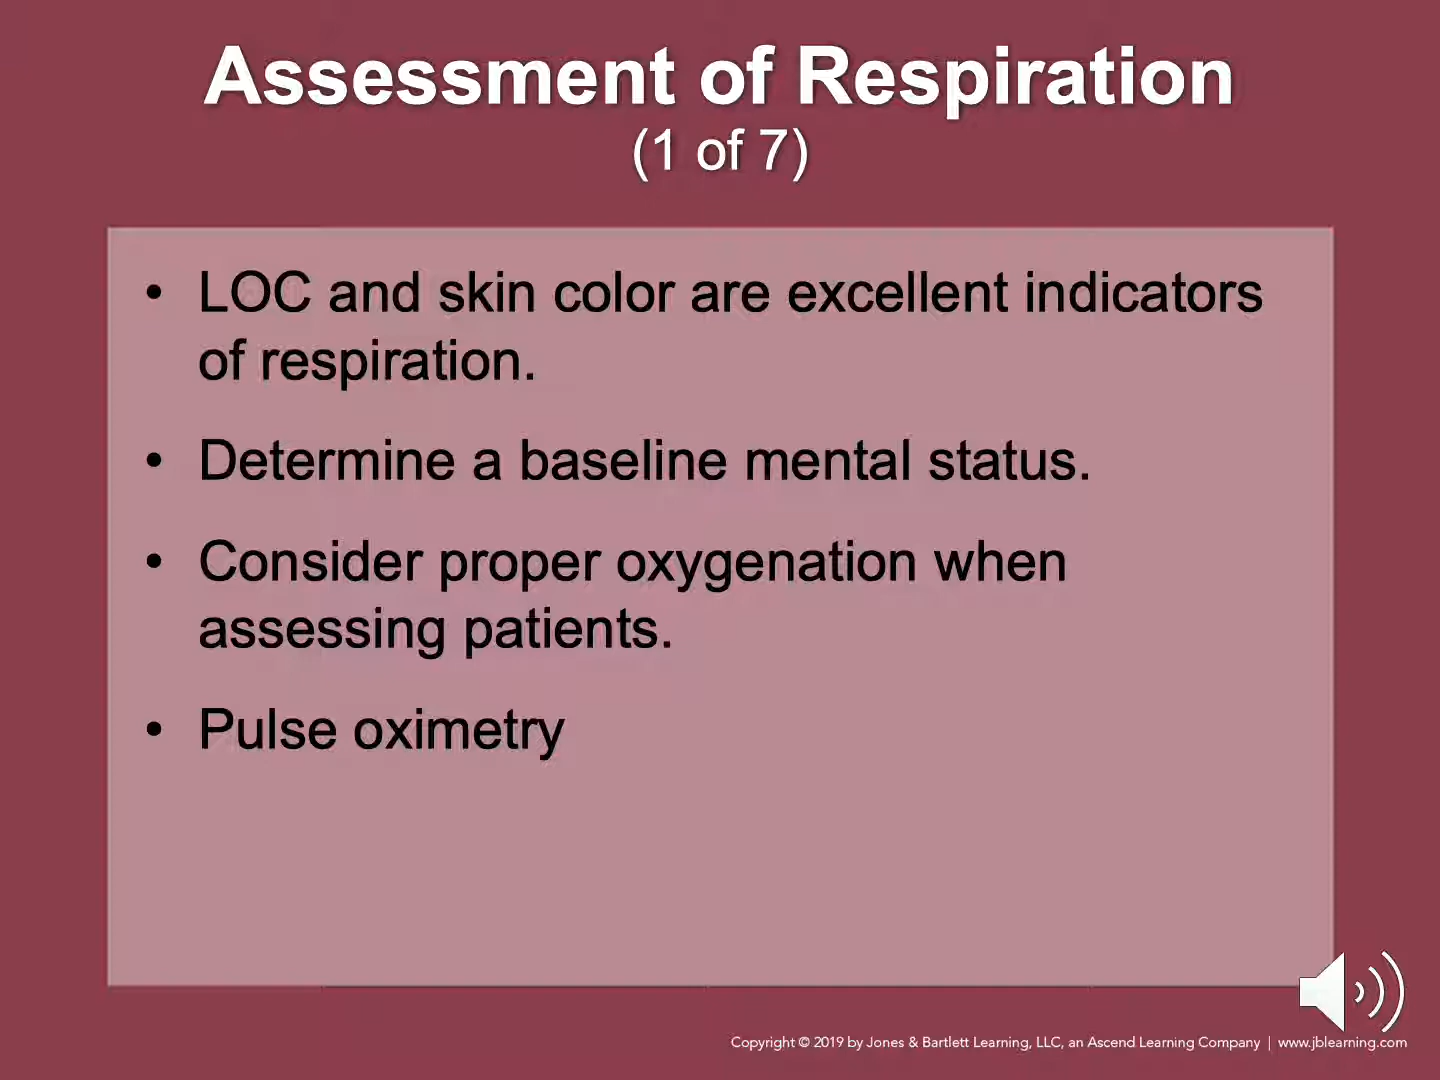 Assessment of Respiration
(1 of 7)
• LOC and skin color are excellent indicators
of respiration.
• Determine a baseline mental status.
• Consider proper oxygenation when
assessing patients.
• Pulse oximetry
Copyright © 2019 by Jones & Bartlett Learning, LLC, an Ascend Learning Company | www.jblearning.com